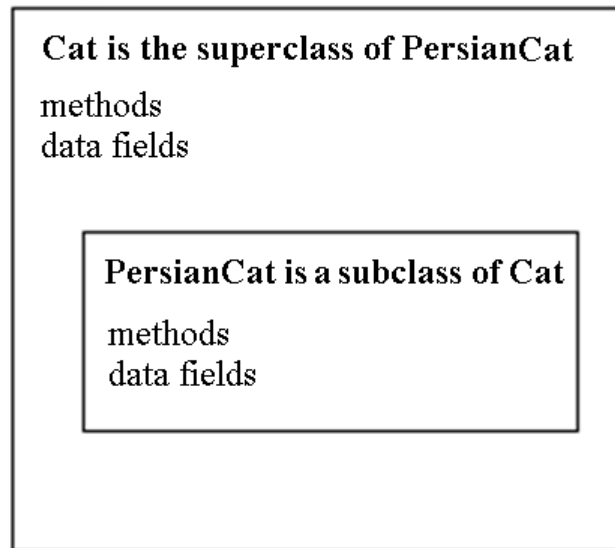 Cat is the superclass of PersianCat
methods
data fields
PersianCat is a subclass of Cat
methods
data fields